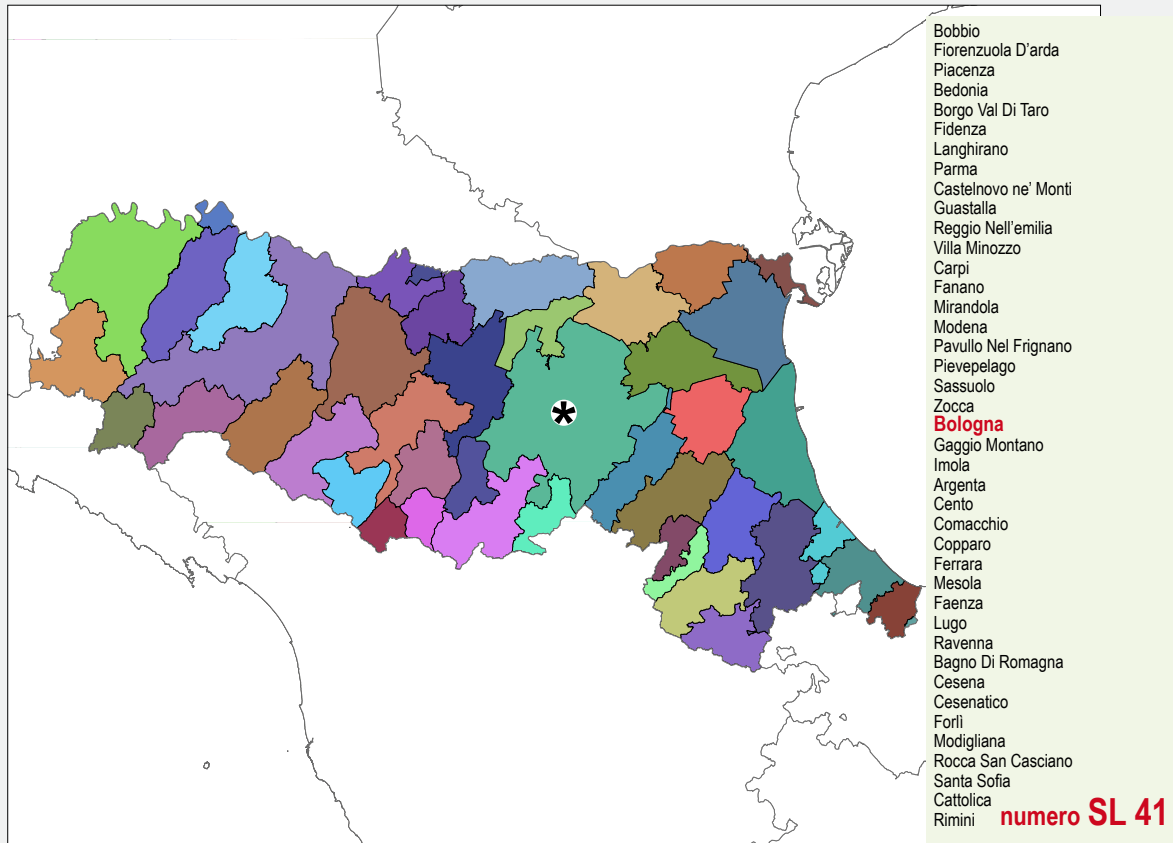 Bobbio
Fiorenzuola D'arda
Piacenza
Bedonia
Borgo Val Di Taro
Fidenza
Langhirano
Parma
Castelnovo ne' Monti
Guastalla
Reggio Nell'emilia
Villa Minozzo
Carpi
Fanano
Mirandola
Modena
Pavullo Nel Frignano
Pievepelago
Sassuolo
Zocca
Bologna
Gaggio Montano
Imola
Argenta
Cento
Comacchio
Copparo
Ferrara
Mesola
Faenza
Lugo
Ravenna
Bagno Di Romagna
Cesena
Cesenatico
Forlì
Modigliana
Rocca San Casciano
Santa Sofia
Cattolica
Rimini
numero SL 41
*